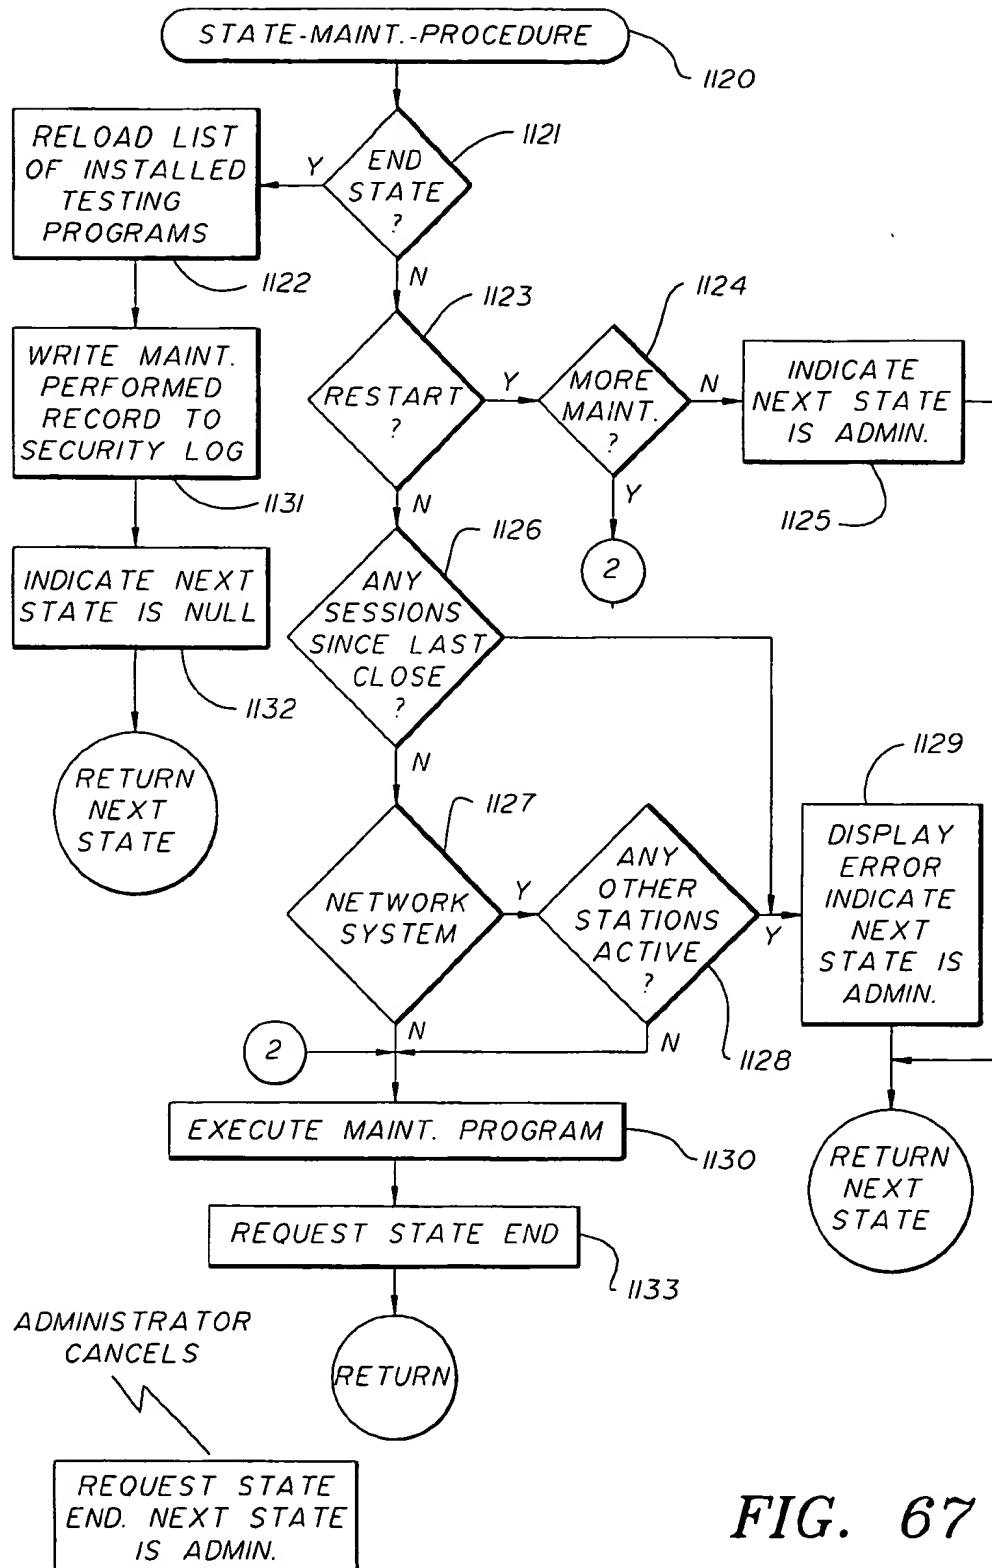 STATE-MAINT.-PROCEDURE
1120
END
STATE
?
1121
Y
N
RELOAD LIST
OF INSTALLED
TESTING
PROGRAMS
1122
WRITE MAINT.
PERFORMED
RECORD TO
SECURITY LOG
1131
INDICATE NEXT
STATE IS NULL
1132
RETURN
NEXT
STATE
RESTART
?
1123
Y
N
MORE
MAINT.
?
1124
N
Y
2
INDICATE
NEXT STATE
IS ADMIN.
1125
ANY
SESSIONS
SINCE LAST
CLOSE
?
1126
N
NETWORK
SYSTEM
1127
Y
N
ANY
OTHER
STATIONS
ACTIVE
?
1128
Y
N
1129
DISPLAY
ERROR
INDICATE
NEXT
STATE IS
ADMIN.
RETURN
NEXT
STATE
2
EXECUTE MAINT. PROGRAM
1130
REQUEST STATE END
1133
RETURN
ADMINISTRATOR
CANCELS
REQUEST STATE
END. NEXT STATE
IS ADMIN.
FIG. 67